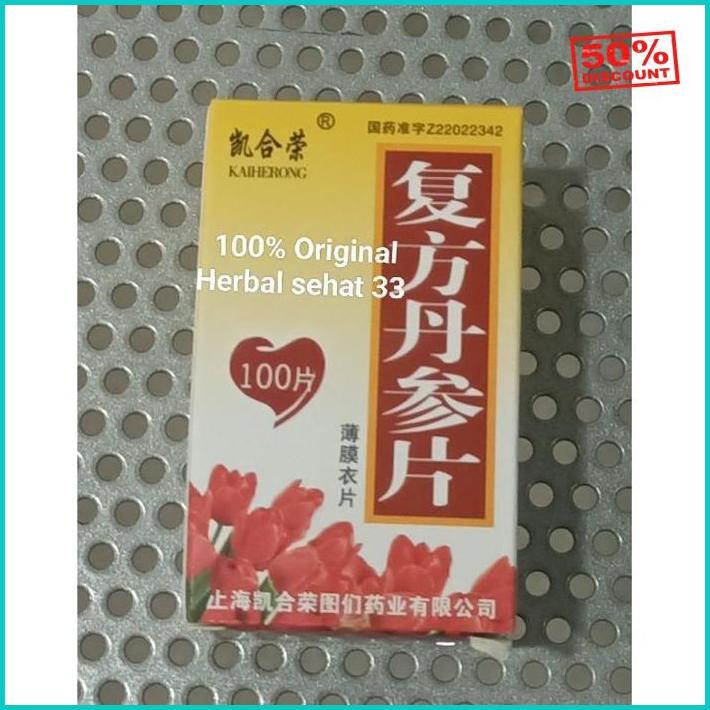 50%
DISCOUNT
凯合荣®
KAIHERONG
国药准字Z22022342
复方丹参片
100% Original
Herbal sehat 33
100片
薄膜衣片
上海凯合荣图们药业有限公司